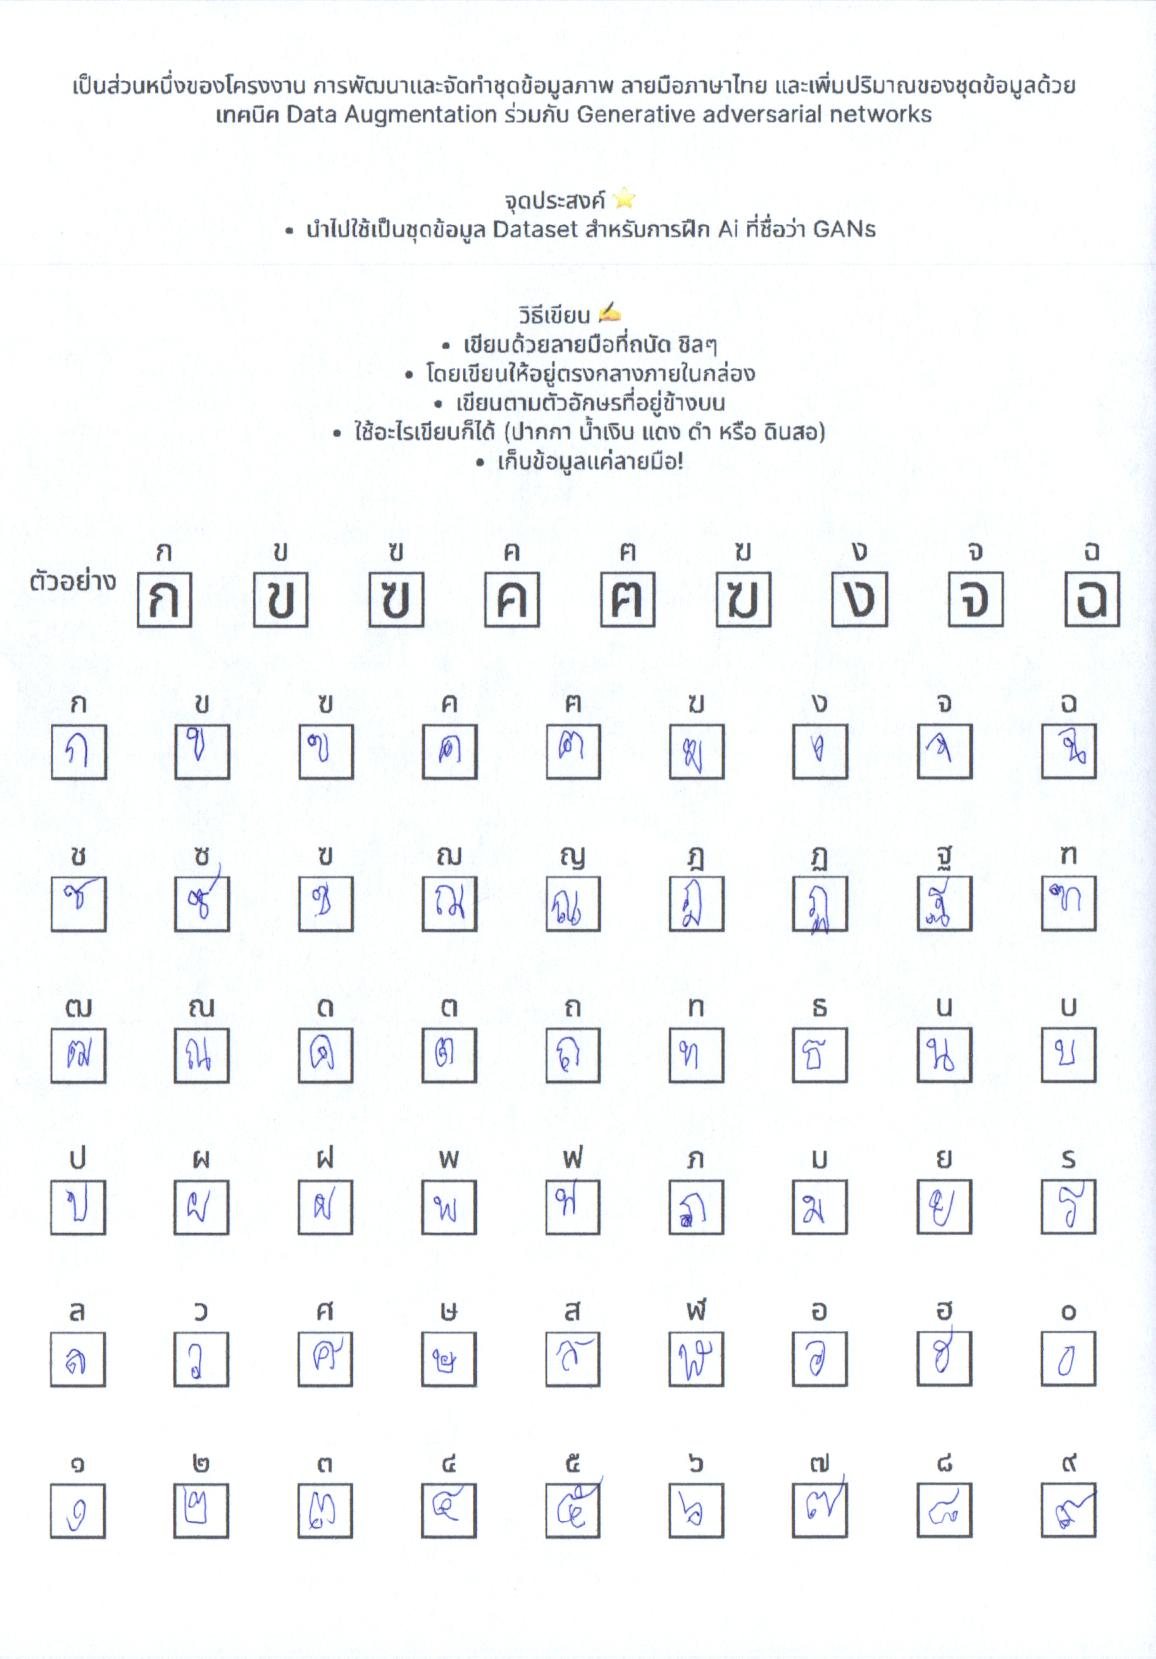 เป็นส่วนหนึ่งของโครงงาน การพัฒนาและจัดทำชุดข้อมูลภาพ ลายมือภาษาไทย และเพิ่มปริมาณของชุดข้อมูลด้วย
เทคนิค Data Augmentation ร่วมกับ Generative adversarial networks
จุดประสงค์ ⭐
• นำไปใช้เป็นชุดข้อมูล Dataset สำหรับการฝึก Ai ที่ชื่อว่า GANs
วิธีเขียน ✍️
• เขียนด้วยลายมือที่ถนัด ชิลๆ
• โดยเขียนให้อยู่ตรงกลางภายในกล่อง
• เขียนตามตัวอักษรที่อยู่ข้างบน
• ใช้อะไรเขียนก็ได้ (ปากกา น้ำเงิน แดง ดำ หรือ ดินสอ)
• เก็บข้อมูลแค่ลายมือ!
ก ข ฃ ค ฅ ฆ ง จ ฉ
ตัวอย่าง ก ข ฃ ค ฅ ฆ ง จ ฉ
ก ข ฃ ค ฅ ฆ ง จ ฉ
ก ข ฃ ค ฅ ฆ ง จ ฉ
ช ซ ฃ ฌ ญ ฎ ฏ ฐ ฑ
ช ซ ฃ ฌ ญ ฎ ฏ ฐ ฑ
ฒ ณ ด ต ถ ท ธ น บ
ฒ ณ ด ต ถ ท ธ น บ
ป ผ ฝ พ ฟ ภ ม ย ร
ป ผ ฝ พ ฟ ภ ม ย ร
ล ว ศ ษ ส ฬ อ ฮ ๐
ล ว ศ ษ ส ฬ อ ฮ ๐
๑ ๒ ๓ ๔ ๕ ๖ ๗ ๘ ๙
๑ ๒ ๓ ๔ ๕ ๖ ๗ ๘ ๙